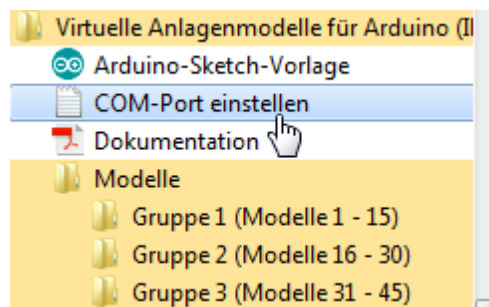 Virtuelle Anlagenmodelle für Arduino (I
Arduino-Sketch-Vorlage
COM-Port einstellen
Dokumentation
Modelle
Gruppe 1 (Modelle 1 - 15)
Gruppe 2 (Modelle 16 - 30)
Gruppe 3 (Modelle 31 - 45)